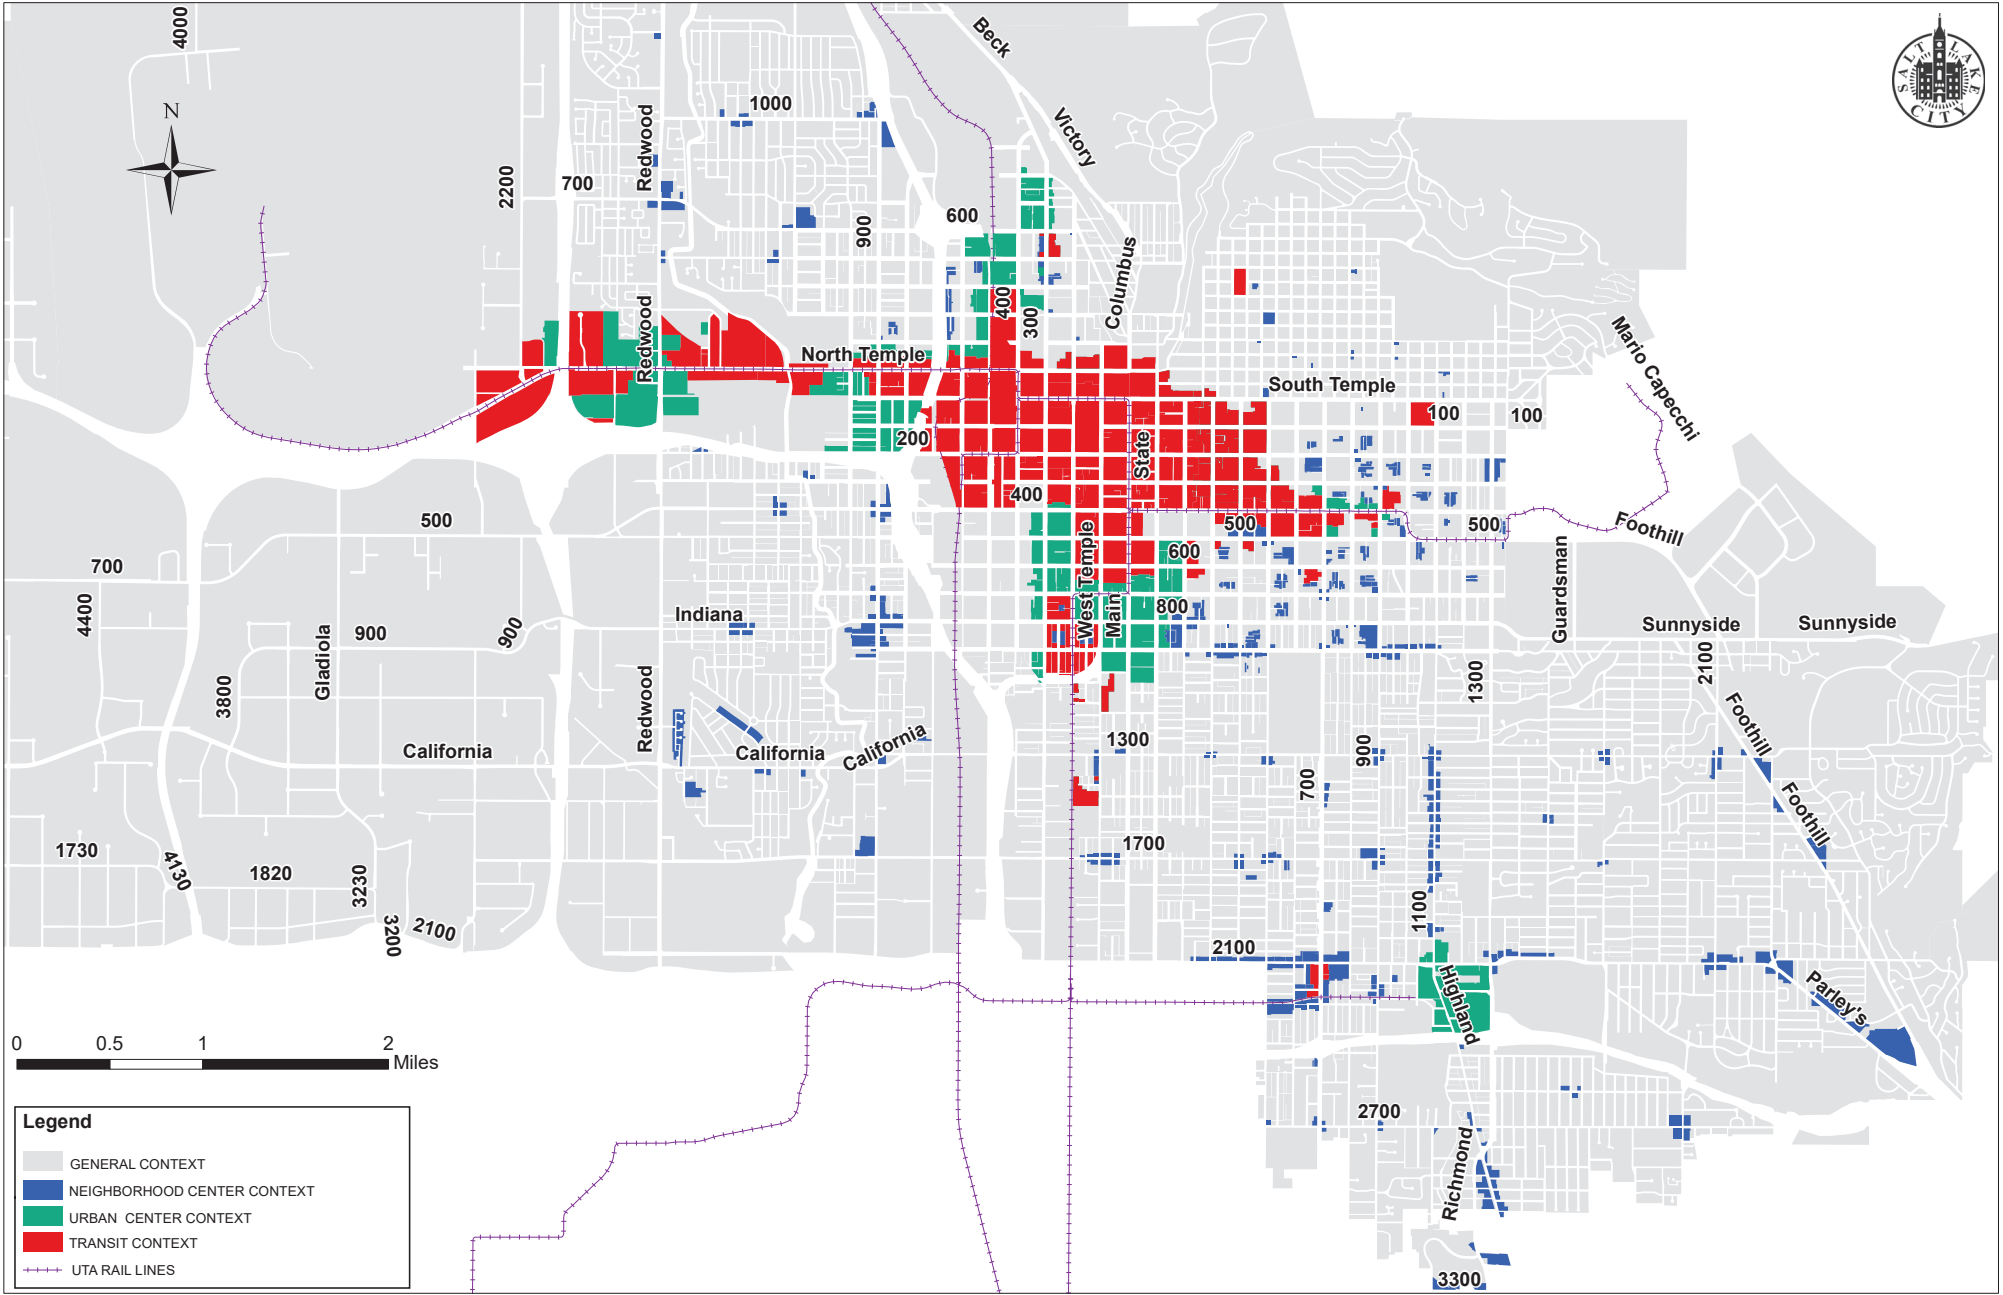 4000
Beck
SALT LAKE
CITY
N
1000
Redwood
Victory
2200
700
600
900
Columbus
400
300
Redwood
North Temple
Mario Capecchi
South Temple
100
100
200
State
400
500
500
500
Foothill
700
600
Guardsman
4400
Indiana
West Temple
Main
800
Gladiola
900
900
Sunnyside
Sunnyside
2100
1300
3800
Redwood
Foothill
California
California
California
1300
900
700
Foothill
1730
4130
1820
3230
1700
1100
3200
2100
2100
Highland
Parley's
0
0.5
1
2
Miles
2700
Richmond
3300
Legend
GENERAL CONTEXT
NEIGHBORHOOD CENTER CONTEXT
URBAN CENTER CONTEXT
TRANSIT CONTEXT
UTA RAIL LINES